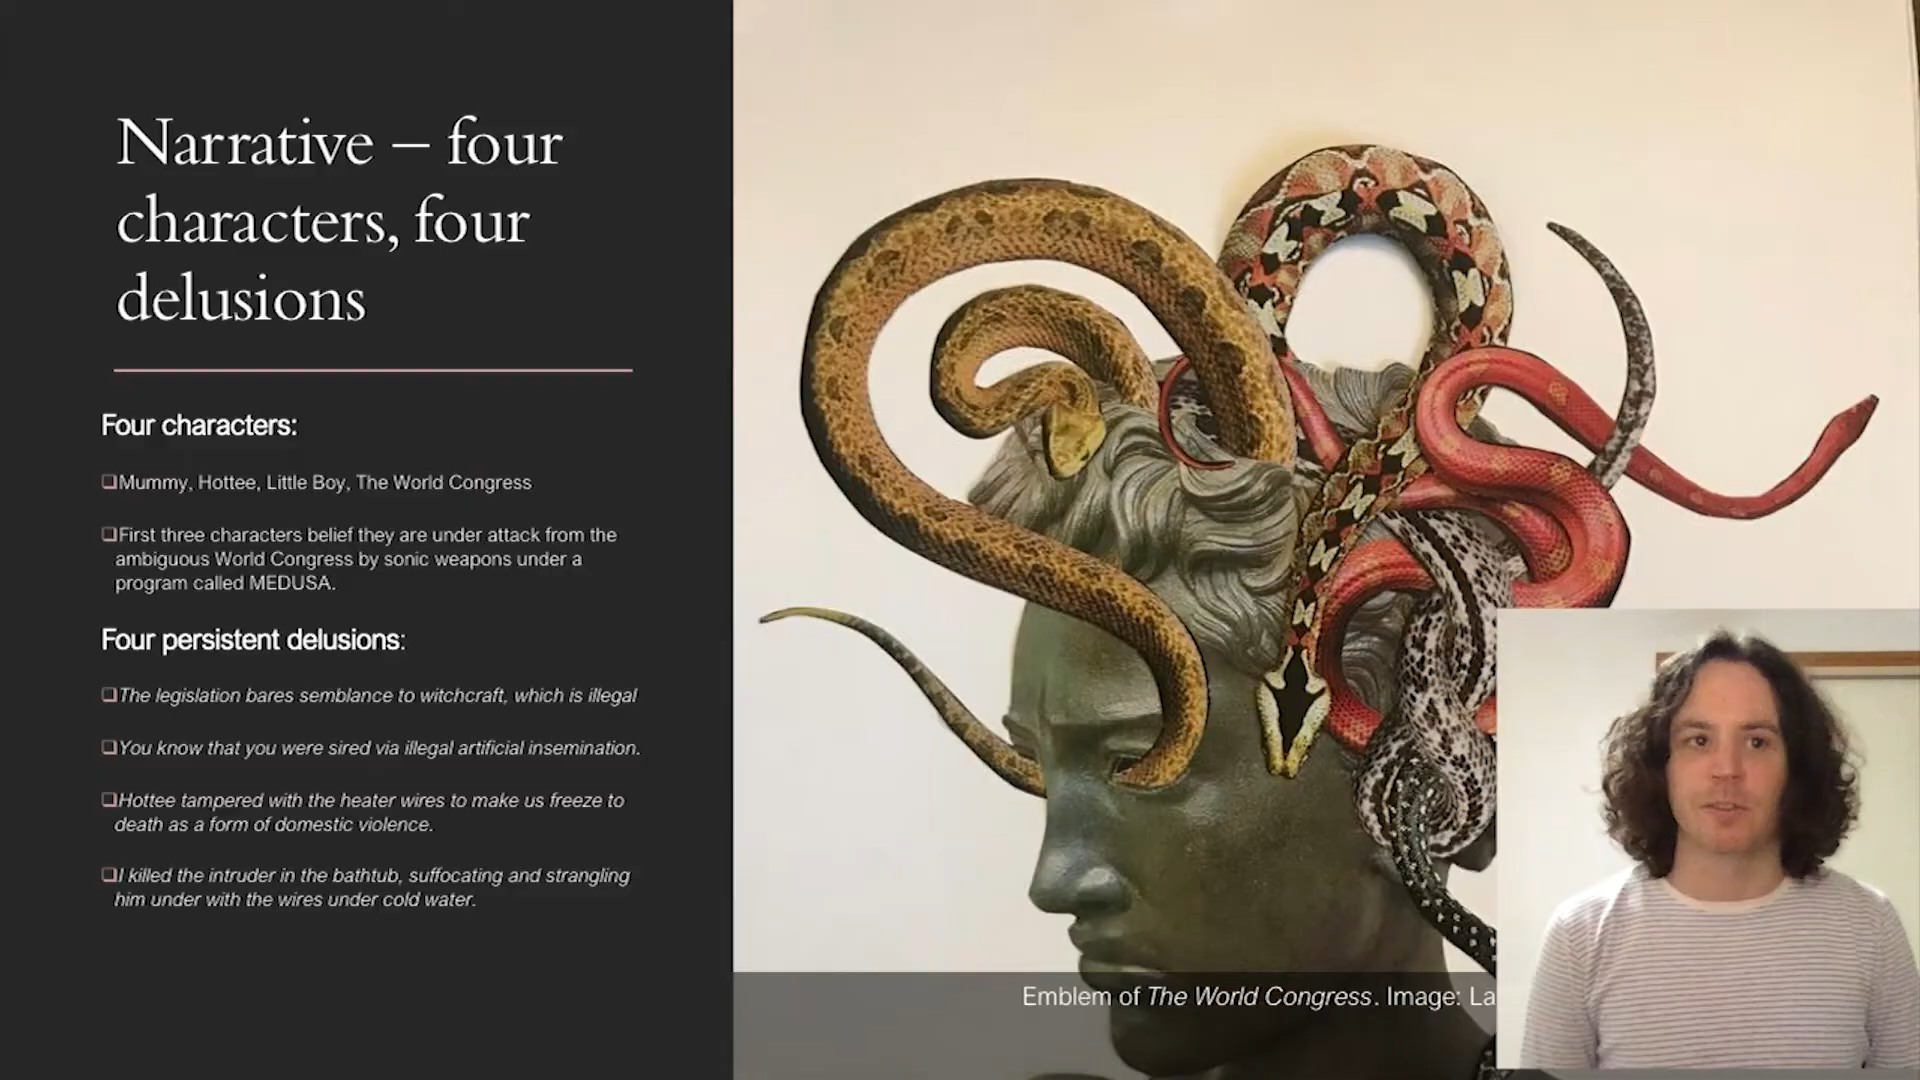 Narrative – four
characters, four
delusions
Four characters:
❑Mummy, Hottee, Little Boy, The World Congress
❑First three characters belief they are under attack from the
ambiguous World Congress by sonic weapons under a
program called MEDUSA.
Four persistent delusions:
❑The legislation bares semblance to witchcraft, which is illegal
❑You know that you were sired via illegal artificial insemination.
❑Hottee tampered with the heater wires to make us freeze to
death as a form of domestic violence.
❑I killed the intruder in the bathtub, suffocating and strangling
him under with the wires under cold water.
Emblem of The World Congress. Image: La